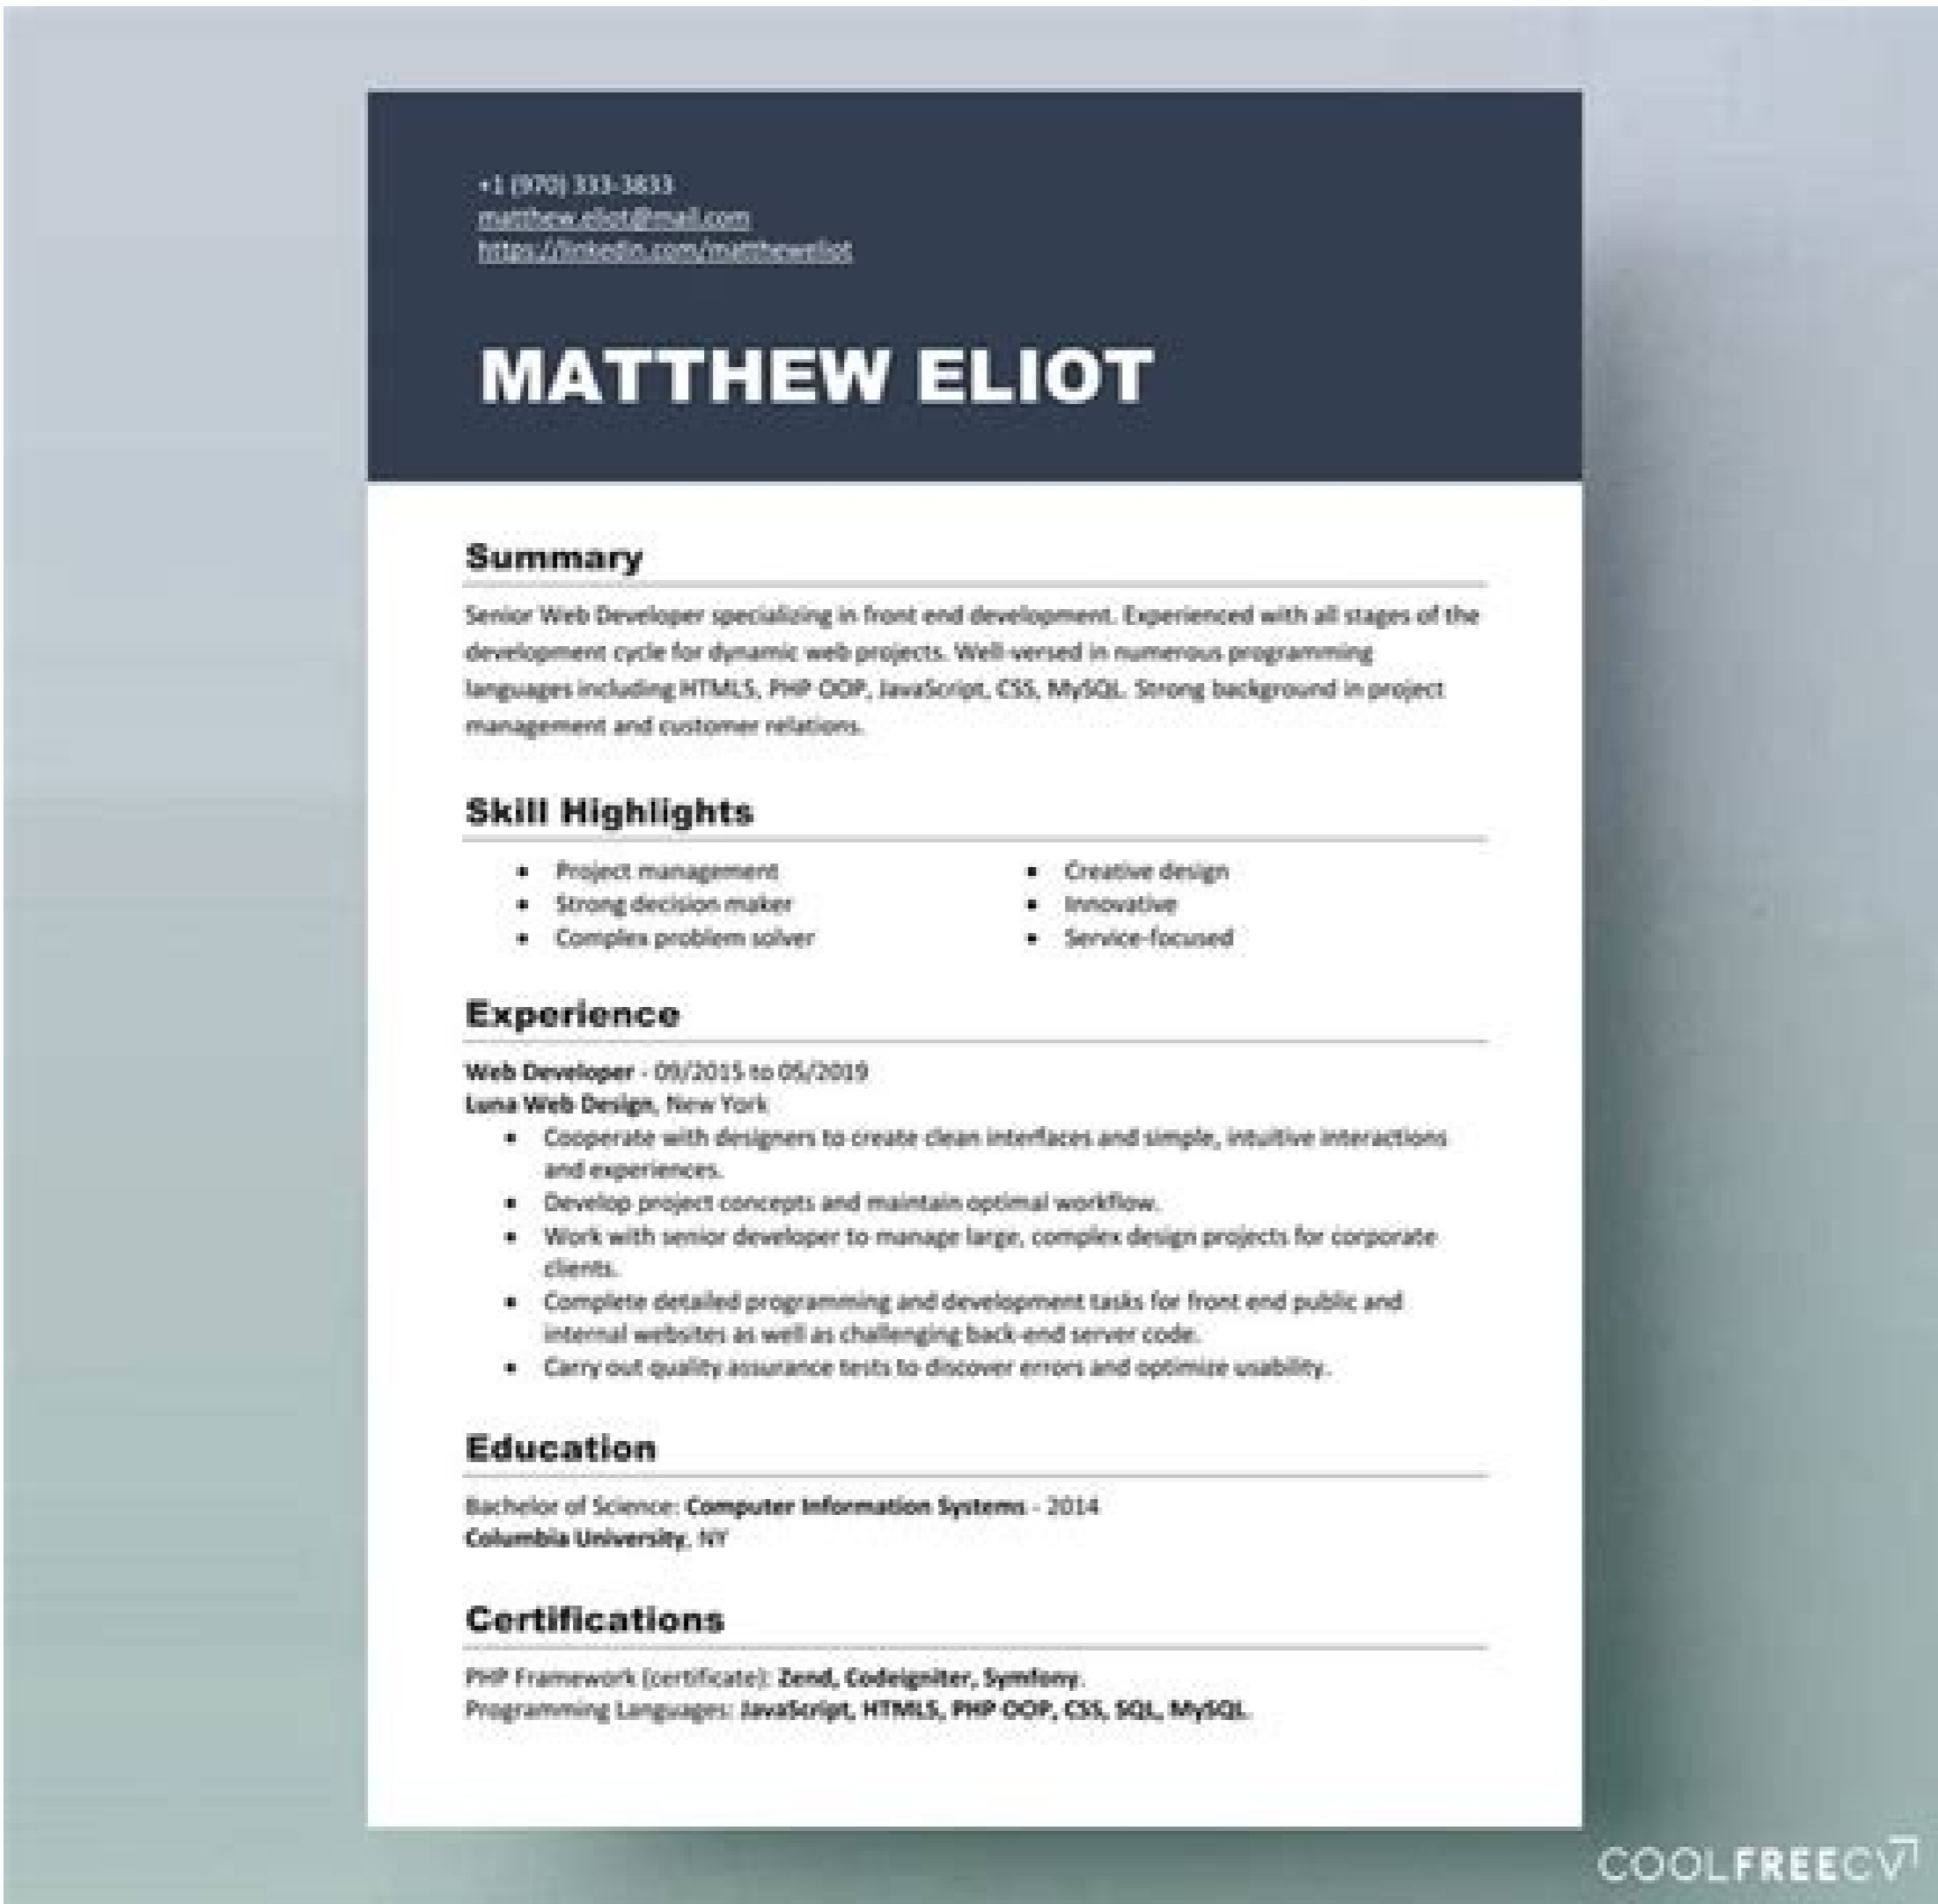 +1 (970) 333-3833
matthew.eliot@mail.com
https://linkedin.com/mattheweliot
MATTHEW ELIOT
Summary
Senior Web Developer specializing in front end development. Experienced with all stages of the
development cycle for dynamic web projects. Well-versed in numerous programming
languages including HTML5, PHP OOP, JavaScript, CSS, MySQL. Strong background in project
management and customer relations.
Skill Highlights
• Project management
• Strong decision maker
• Complex problem solver
• Creative design
• Innovative
• Service-focused
Experience
Web Developer - 09/2015 to 05/2019
Luna Web Design, New York
• Cooperate with designers to create clean interfaces and simple, intuitive interactions
and experiences.
• Develop project concepts and maintain optimal workflow.
• Work with senior developer to manage large, complex design projects for corporate
clients.
• Complete detailed programming and development tasks for front end public and
internal websites as well as challenging back-end server code.
• Carry out quality assurance tests to discover errors and optimize usability.
Education
Bachelor of Science: Computer Information Systems - 2014
Columbia University, NY
Certifications
PHP Framework (certificate): Zend, Codeigniter, Symfony.
Programming Languages: JavaScript, HTML5, PHP OOP, CSS, SQL, MySQL.
COOLFREECV